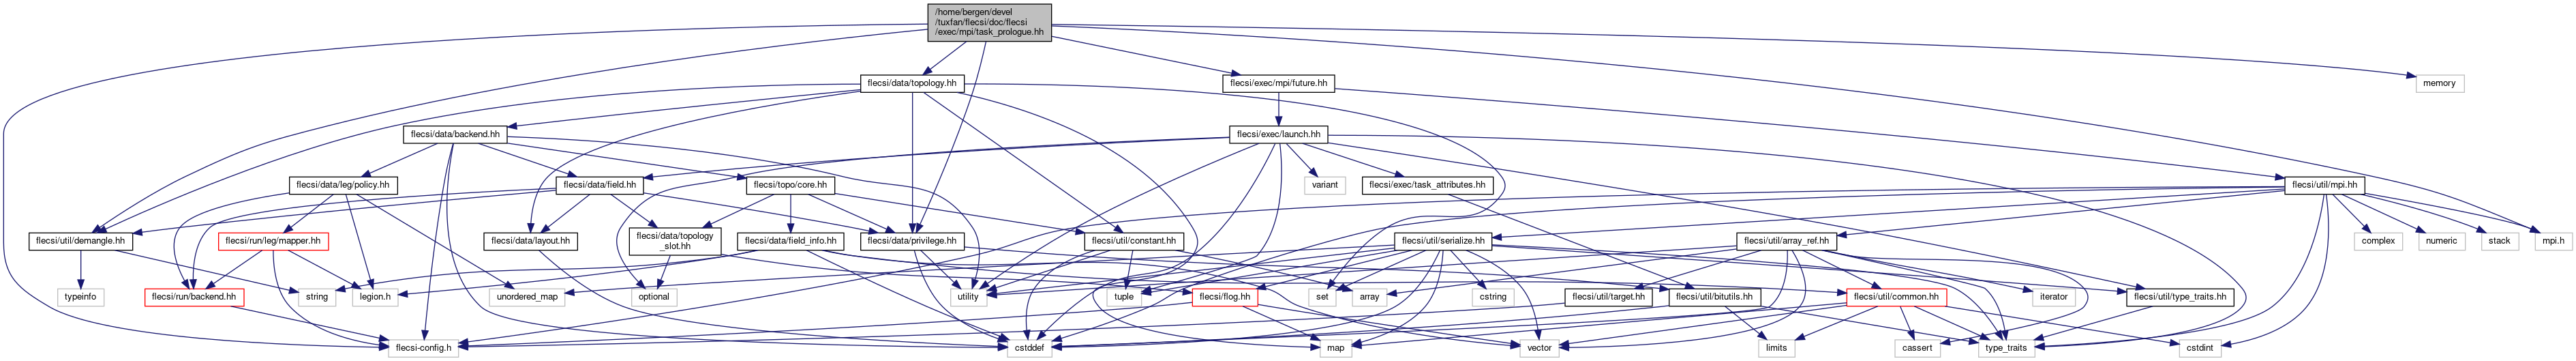 /home/bergen/devel
/tuxfan/flecsi/doc/flecsi
/exec/mpi/task_prologue.hh
flecsi/data/topology.hh
flecsi/exec/mpi/future.hh
memory
flecsi/data/backend.hh
flecsi/exec/launch.hh
flecsi/data/leg/policy.hh
flecsi/data/field.hh
flecsi/topo/core.hh
variant
flecsi/exec/task_attributes.hh
flecsi/util/mpi.hh
flecsi/util/demangle.hh
flecsi/run/leg/mapper.hh
flecsi/data/layout.hh
flecsi/data/topology
_slot.hh
flecsi/data/field_info.hh
flecsi/data/privilege.hh
flecsi/util/constant.hh
flecsi/util/serialize.hh
flecsi/util/array_ref.hh
complex
numeric
stack
mpi.h
typeinfo
string
flecsi/run/backend.hh
legion.h
unordered_map
optional
utility
tuple
flecsi/flog.hh
set
array
cstring
flecsi/util/target.hh
flecsi/util/bitutils.hh
flecsi/util/common.hh
iterator
flecsi/util/type_traits.hh
flecsi-config.h
cstddef
map
vector
limits
cassert
type_traits
cstdint